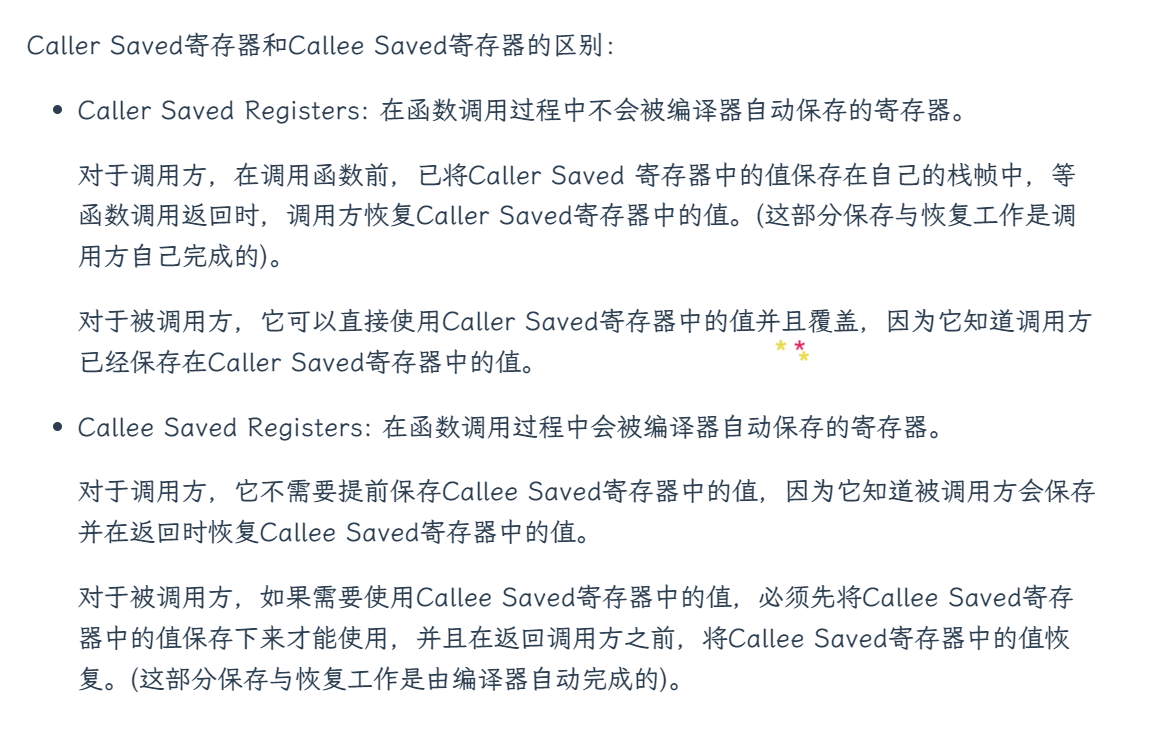 Caller Saved寄存器和Callee Saved寄存器的区别：
• Caller Saved Registers: 在函数调用过程中不会被编译器自动保存的寄存器。
对于调用方，在调用函数前，已将Caller Saved 寄存器中的值保存在自己的栈帧中，等
函数调用返回时，调用方恢复Caller Saved寄存器中的值。(这部分保存与恢复工作是调
用方自己完成的)。
对于被调用方，它可以直接使用Caller Saved寄存器中的值并且覆盖，因为它知道调用方
已经保存在Caller Saved寄存器中的值。
• Callee Saved Registers: 在函数调用过程中会被编译器自动保存的寄存器。
对于调用方，它不需要提前保存Callee Saved寄存器中的值，因为它知道被调用方会保存
并在返回时恢复Callee Saved寄存器中的值。
对于被调用方，如果需要使用Callee Saved寄存器中的值，必须先将Callee Saved寄存
器中的值保存下来才能使用，并且在返回调用方之前，将Callee Saved寄存器中的值恢
复。(这部分保存与恢复工作是由编译器自动完成的)。